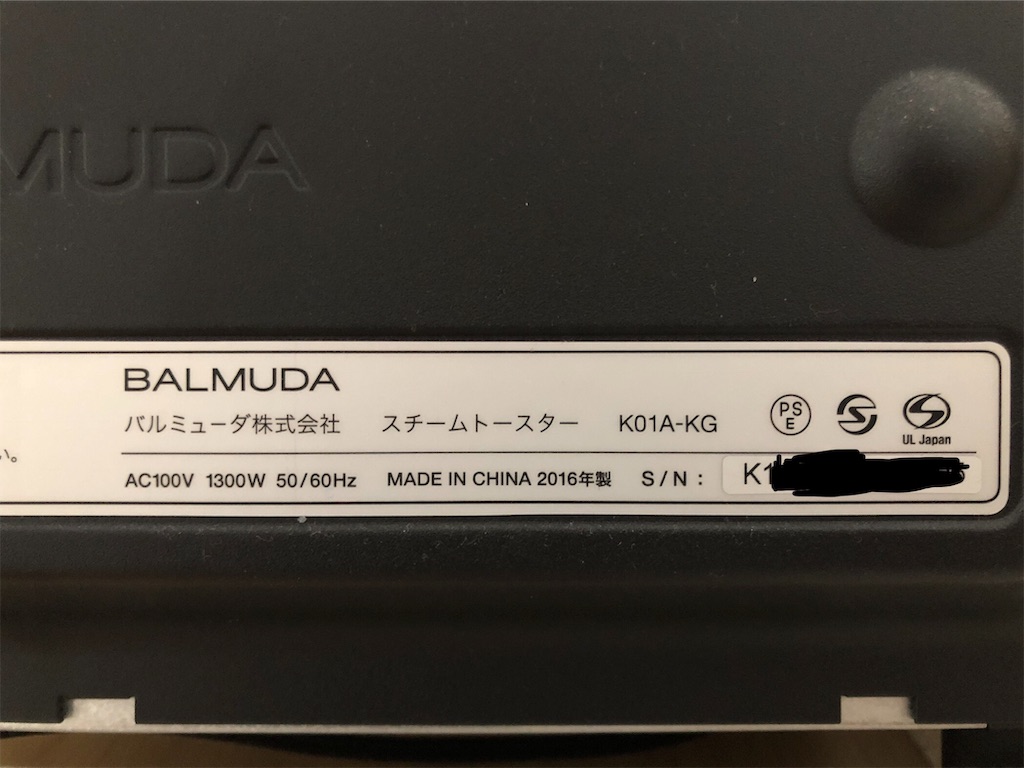 MUDA
BALMUDA
バルミューダ株式会社 スチームトースター K01A-KG PS E S UL Japan
い。
AC100V 1300W 50/60Hz MADE IN CHINA 2016年製 S/N： K1